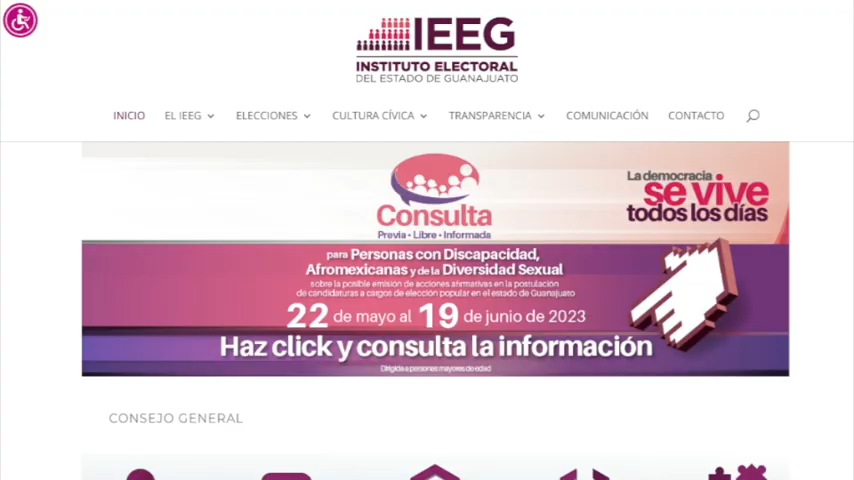 IEEG
INSTITUTO ELECTORAL
DEL ESTADO DE GUANAJUATO
INICIO EL IEEG ELECCIONES CULTURA CÍVICA TRANSPARENCIA COMUNICACIÓN CONTACTO
Consulta
Previa • Libre • Informada
La democracia
se vive
todos los días
para Personas con Discapacidad,
Afromexicanas y de la Diversidad Sexual
sobre la posible emisión de acciones afirmativas en la postulación
de candidaturas a cargos de elección popular en el estado de Guanajuato
22 de mayo al 19 de junio de 2023
Haz click y consulta la información
Dirigida a personas mayores de edad
CONSEJO GENERAL